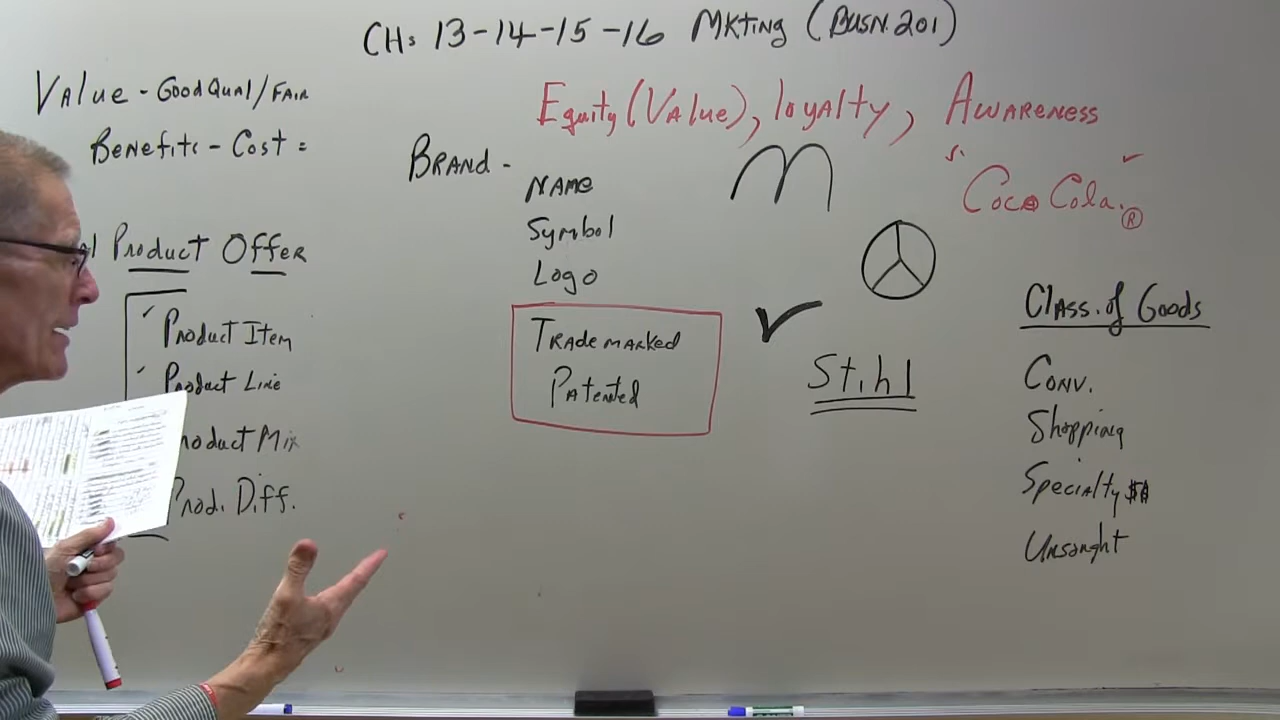 CH: 13-14-15-16 MKTing (BUSN.201)
Value - Good Qual/Fair
Benefits - Cost =
Product Offer
Product Item
Product Line
Product Mix
Prod. Diff.
Equity (Value), loyalty, Awareness
Brand -
Name
Symbol
Logo
Trademarked
Patented
M
"Coca Cola." ®
Stihl
Class. of Goods
Conv.
Shopping
Specialty
Unsought